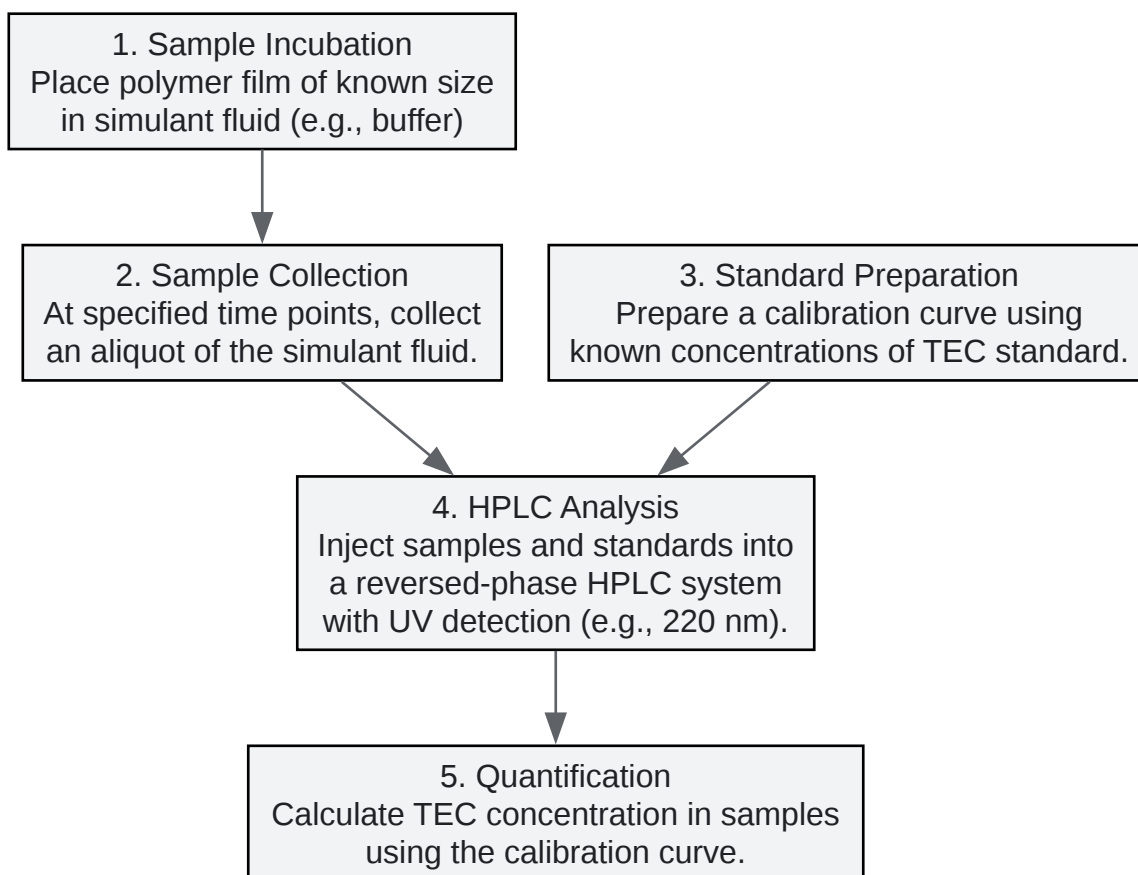 1. Sample Incubation
Place polymer film of known size
in simulant fluid (e.g., buffer)
2. Sample Collection
At specified time points, collect
an aliquot of the simulant fluid.
3. Standard Preparation
Prepare a calibration curve using
known concentrations of TEC standard.
4. HPLC Analysis
Inject samples and standards into
a reversed-phase HPLC system
with UV detection (e.g., 220 nm).
5. Quantification
Calculate TEC concentration in samples
using the calibration curve.